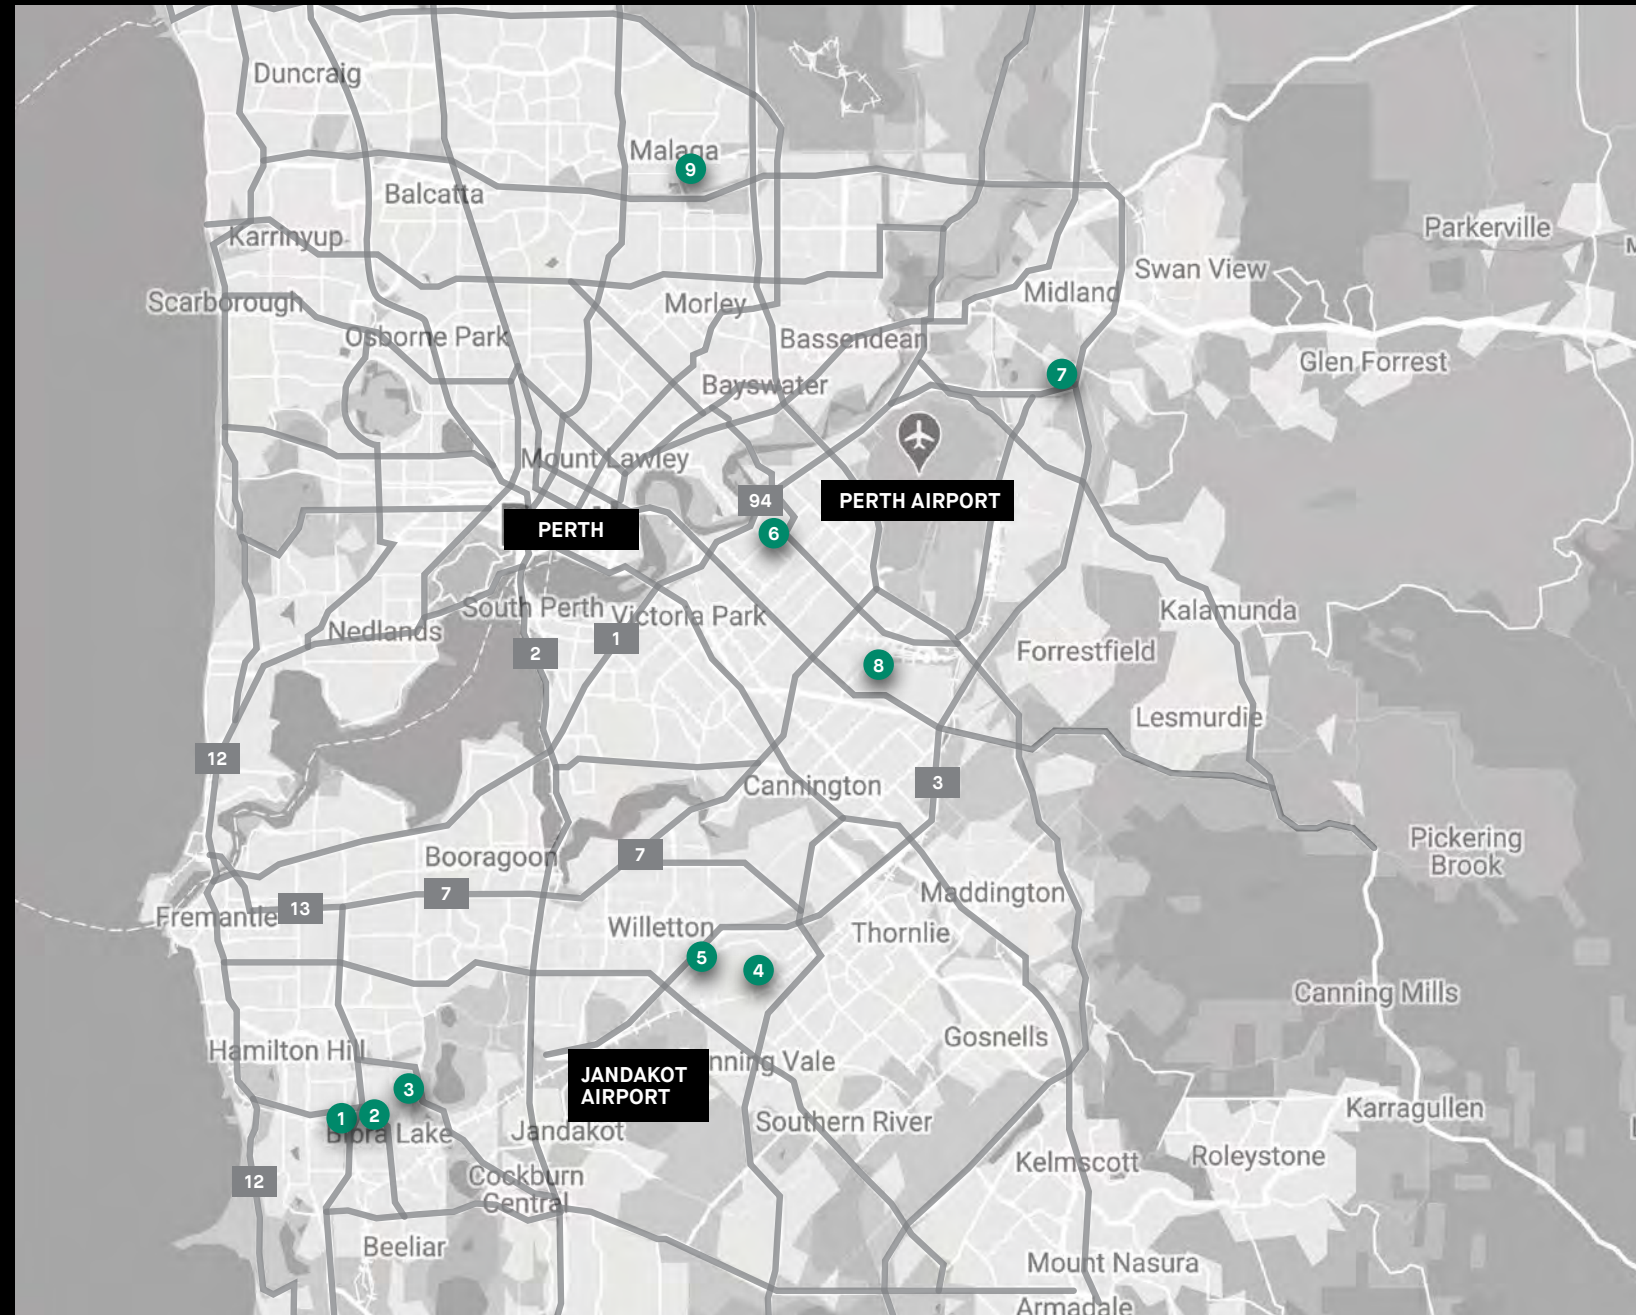 Duncraig
Malaga
9
Balcatta
Karrinyup
Parkerville
Swan View
Midland
Scarborough
Morley
Osborne Park
Bassendean
Glen Forrest
7
Bayswater
Mount Lawley
94
PERTH AIRPORT
PERTH
6
South Perth
Victoria Park
Kalamunda
Nedlands
1
2
Forrestfield
8
Lesmurdie
12
Cannington
3
Pickering
Brook
Booragoon
7
7
Maddington
13
Fremantle
Willetton
Thornlie
5
4
Canning Mills
Gosnells
Hamilton Hill
nning Vale
JANDAKOT
AIRPORT
3
1
2
Bibra Lake
Jandakot
Southern River
Karragullen
Kelmscott
Roleystone
12
Cockburn
Central
Beeliar
Mount Nasura
Armadale